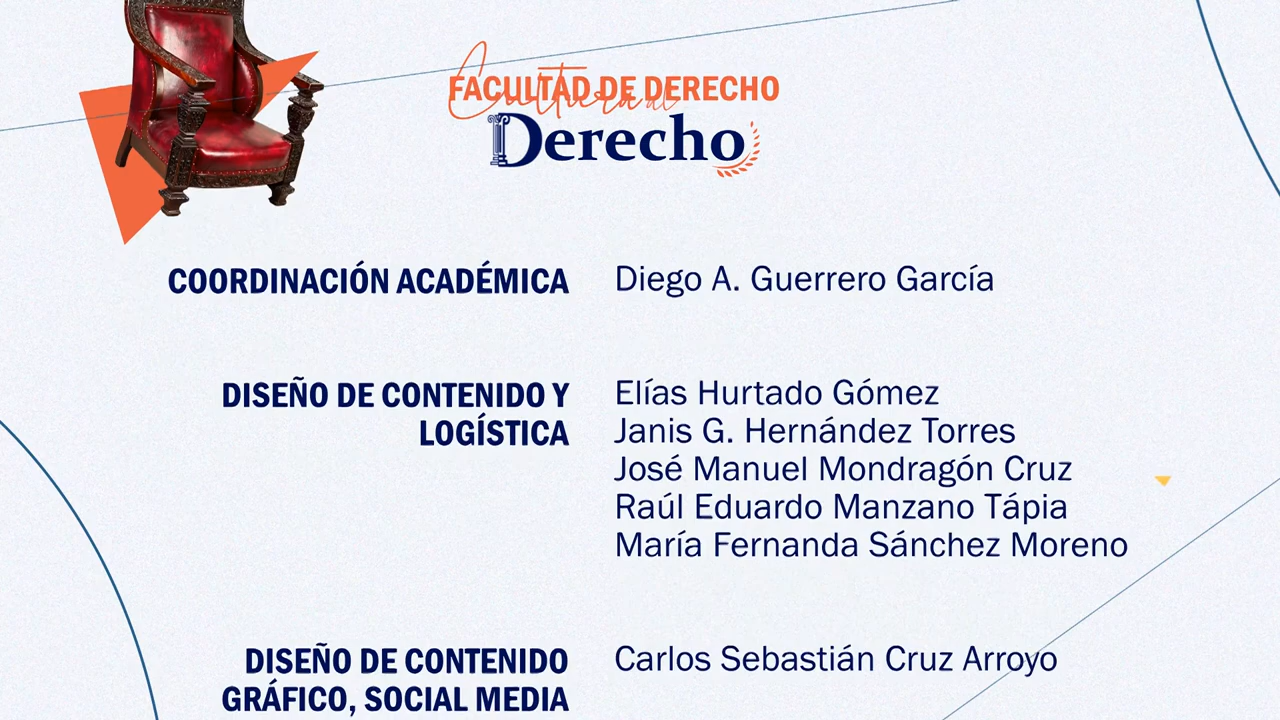 FACULTAD DE DERECHO
Derecho
COORDINACIÓN ACADÉMICA
Diego A. Guerrero García
DISEÑO DE CONTENIDO Y
LOGÍSTICA
Elías Hurtado Gómez
Janis G. Hernández Torres
José Manuel Mondragón Cruz
Raúl Eduardo Manzano Tápia
María Fernanda Sánchez Moreno
DISEÑO DE CONTENIDO
GRÁFICO, SOCIAL MEDIA
Carlos Sebastián Cruz Arroyo